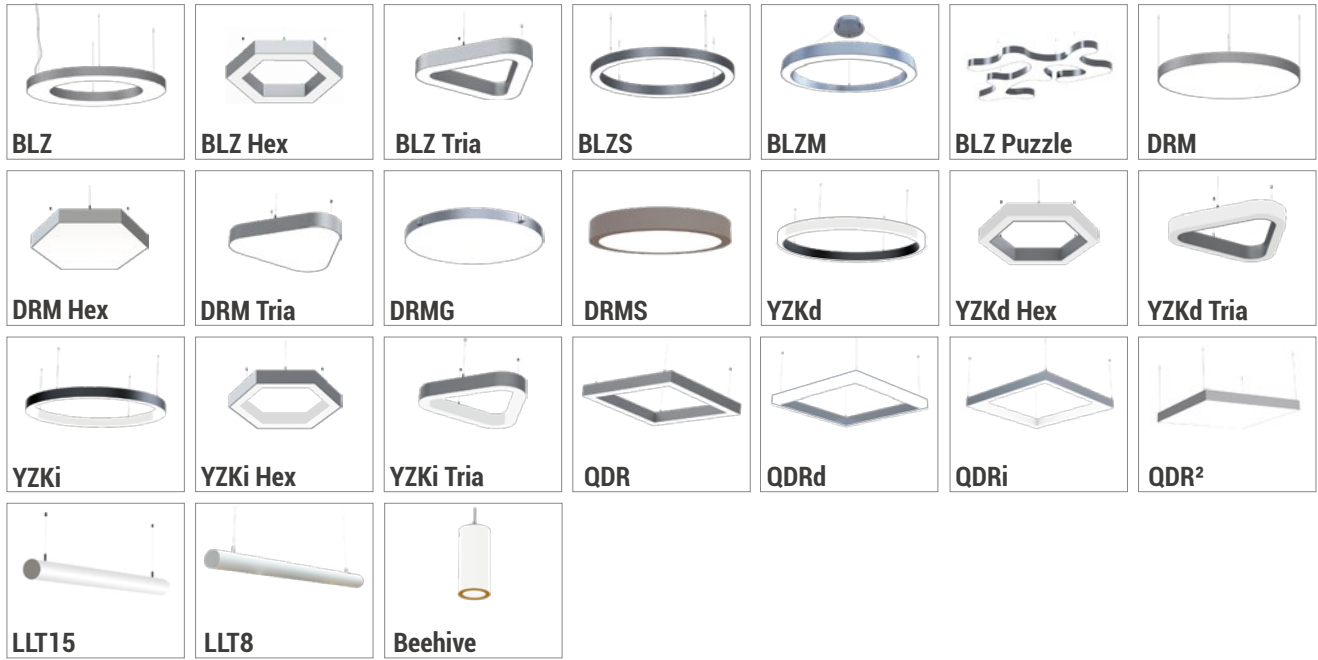 BLZ
BLZ Hex
BLZ Tria
BLZS
BLZM
BLZ Puzzle
DRM
DRM Hex
DRM Tria
DRMG
DRMS
YZKd
YZKd Hex
YZKd Tria
YZKi
YZKi Hex
YZKi Tria
QDR
QDRd
QDRi
QDR²
LLT15
LLT8
Beehive